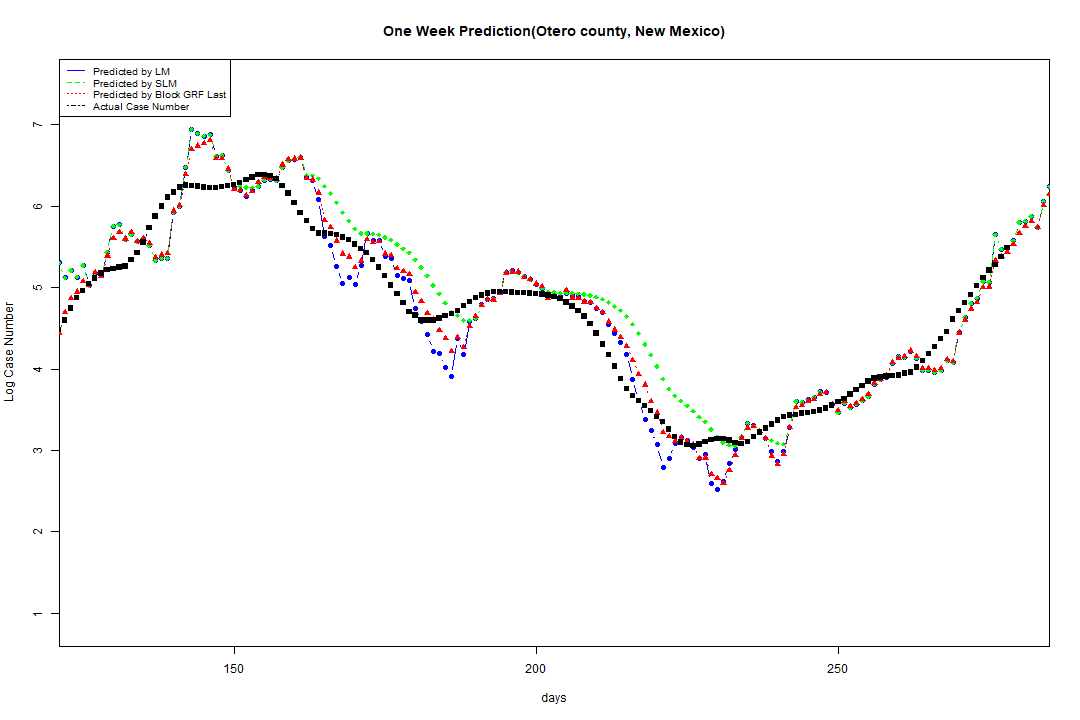 One Week Prediction(Otero county, New Mexico)
Predicted by LM
Predicted by SLM
Predicted by Block GRF Last
Actual Case Number
7
6
5
4
3
2
1
Log Case Number
150
200
250
days